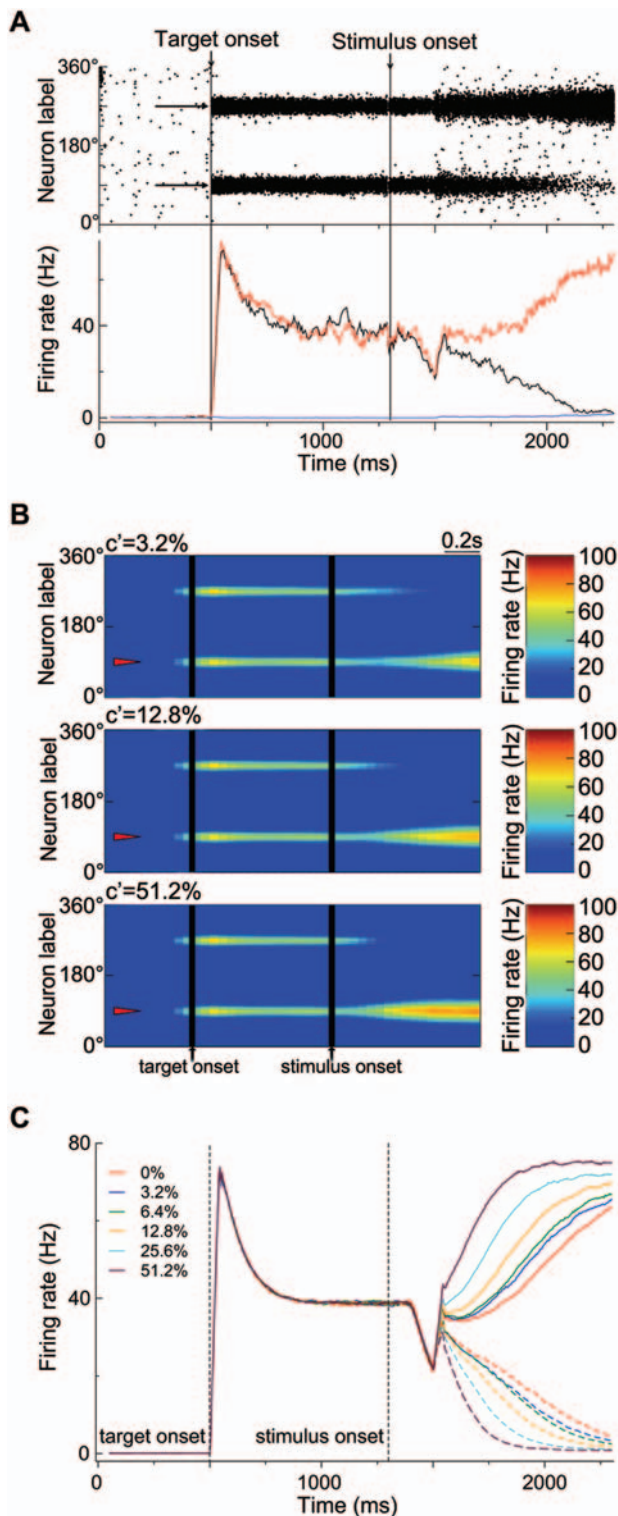 A
Target onset
Stimulus onset
360°
180°
0°
Neuron label
40
0
Firing rate (Hz)
0
1000
2000
Time (ms)
B
c'=3.2%
0.2s
360°
180°
0°
Neuron label
100
80
60
40
20
0
Firing rate (Hz)
c'=12.8%
360°
180°
0°
Neuron label
100
80
60
40
20
0
Firing rate (Hz)
c'=51.2%
360°
180°
0°
Neuron label
100
80
60
40
20
0
Firing rate (Hz)
target onset
stimulus onset
C
80
40
0
Firing rate (Hz)
0%
3.2%
6.4%
12.8%
25.6%
51.2%
target onset
stimulus onset
0
1000
2000
Time (ms)